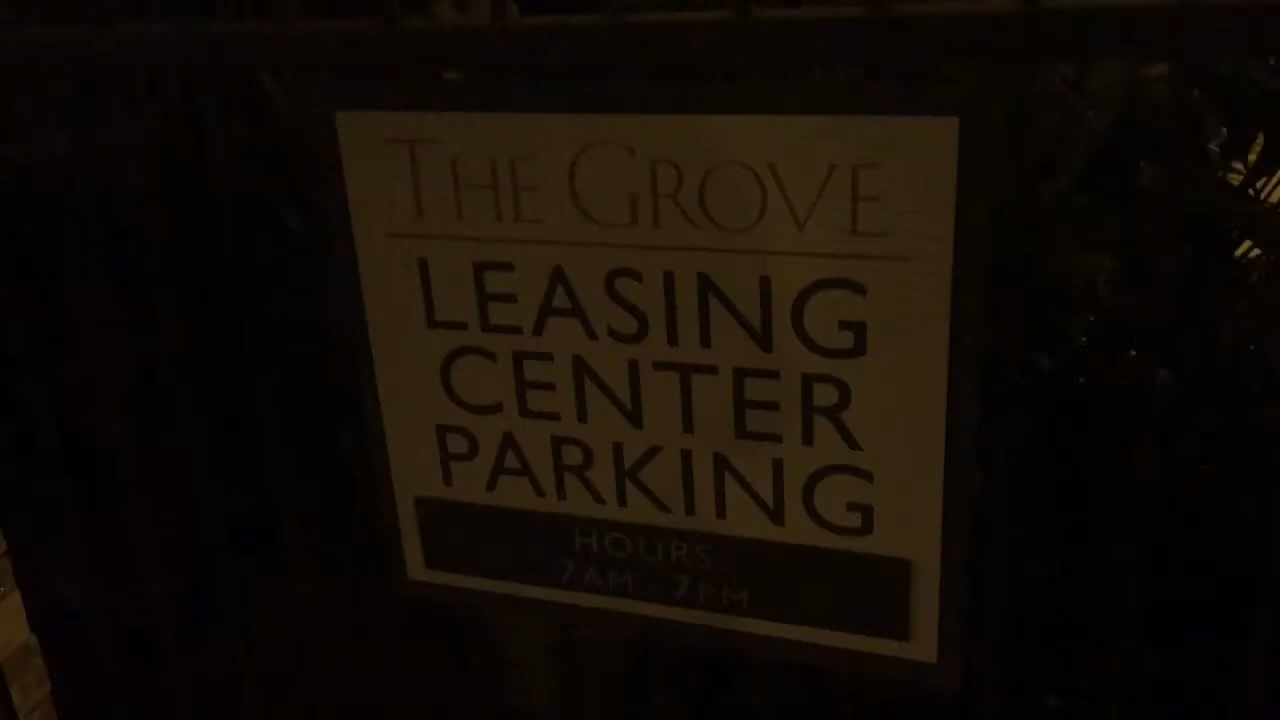 THE GROVE
LEASING
CENTER
PARKING
HOURS
7AM - 7PM